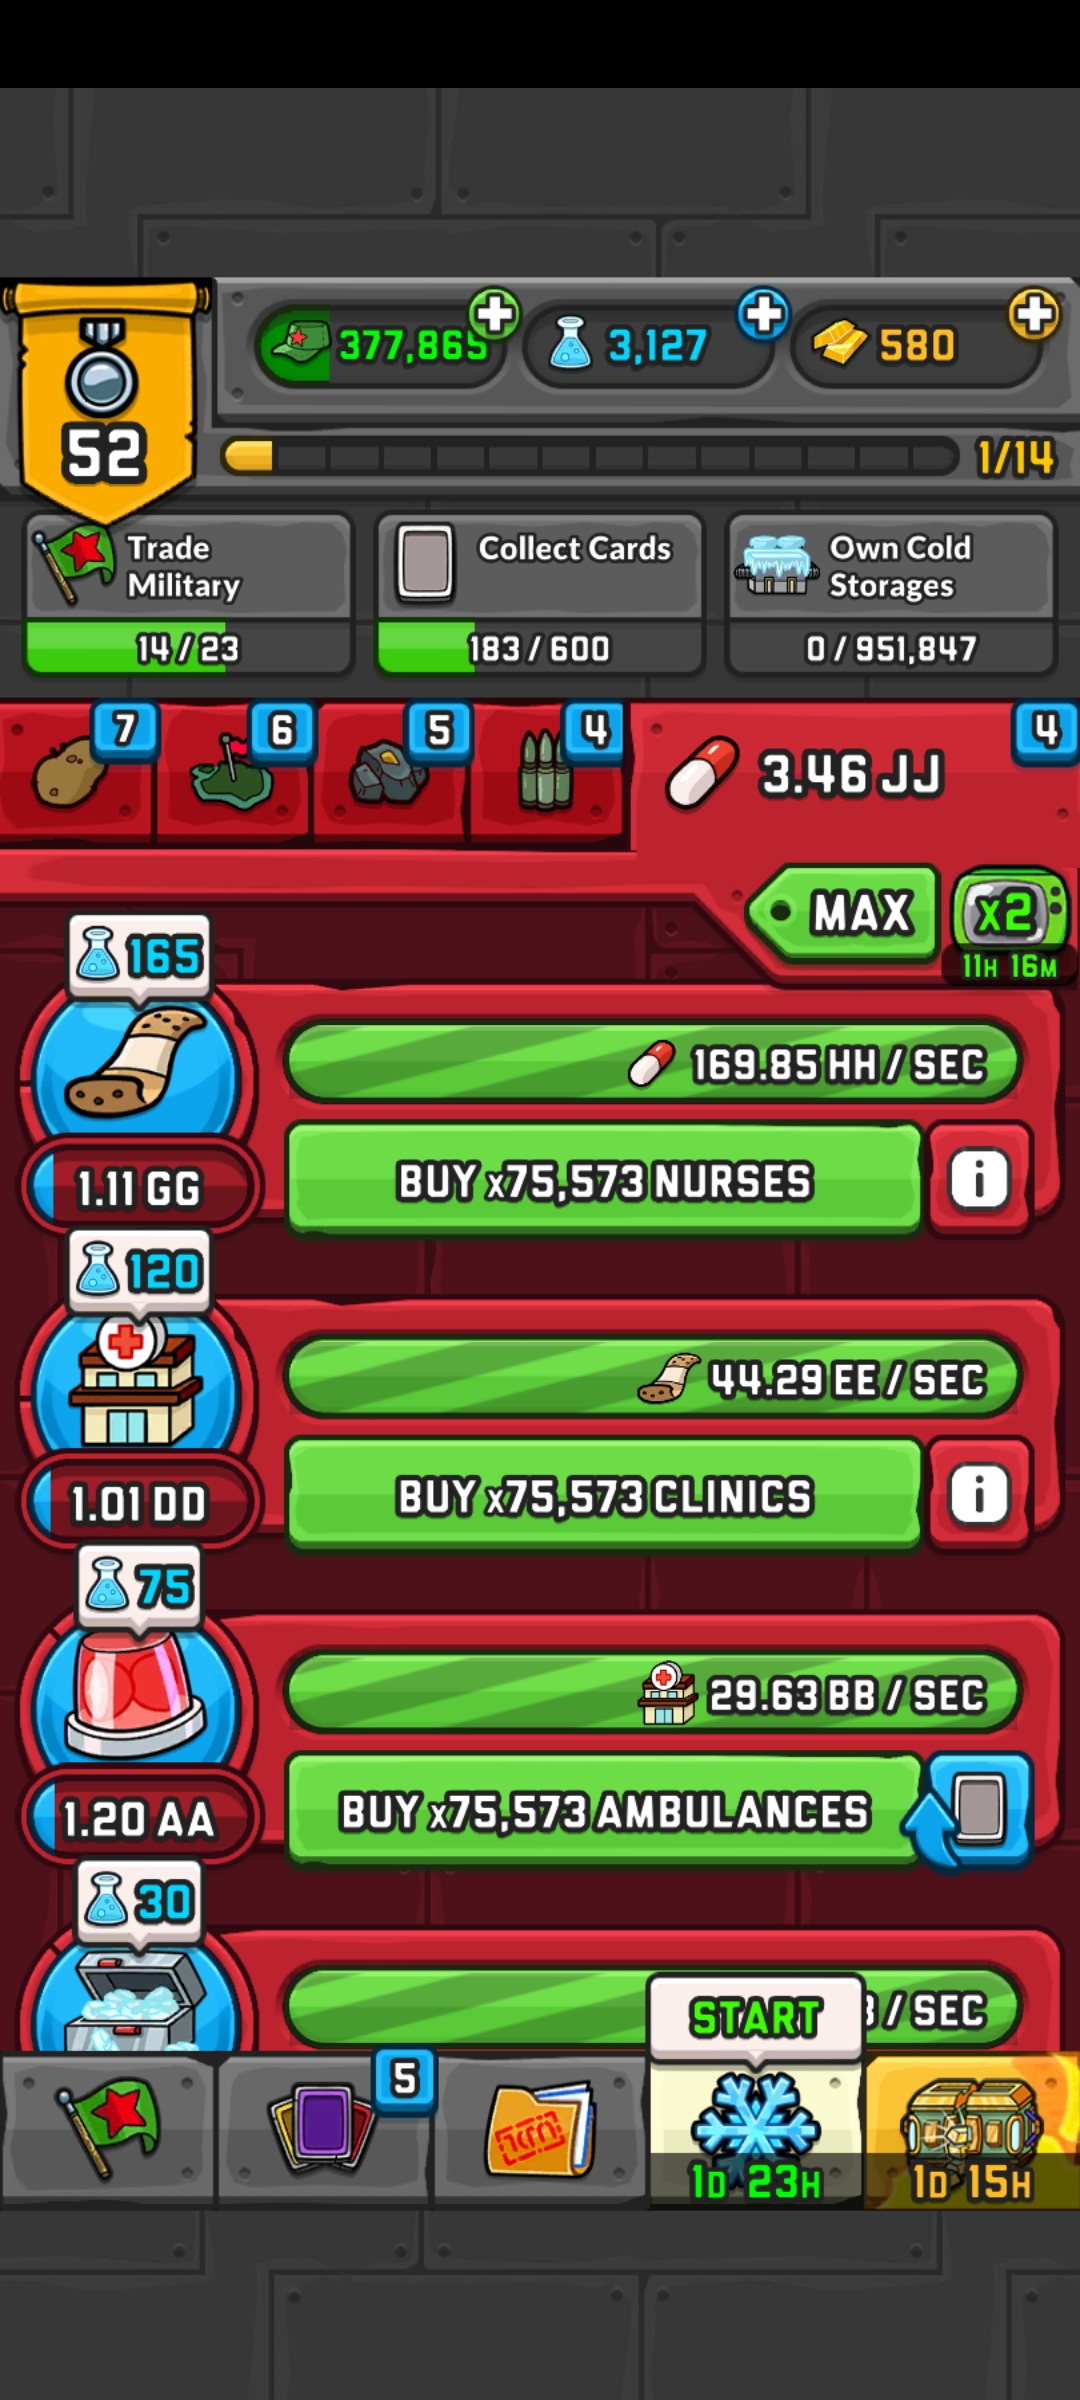 377,865
3,127
580
52
1/14
Trade
Military
Collect Cards
Own Cold
Storages
14 / 23
183 / 600
0 / 951,847
7
6
5
4
3.46 JJ
4
MAX
x2
11H 16M
165
169.85 HH / SEC
1.11 GG
BUY x75,573 NURSES
120
44.29 EE / SEC
1.01 DD
BUY x75,573 CLINICS
75
29.63 BB / SEC
1.20 AA
BUY x75,573 AMBULANCES
30
/ SEC
START
5
1D 23H
1D 15H